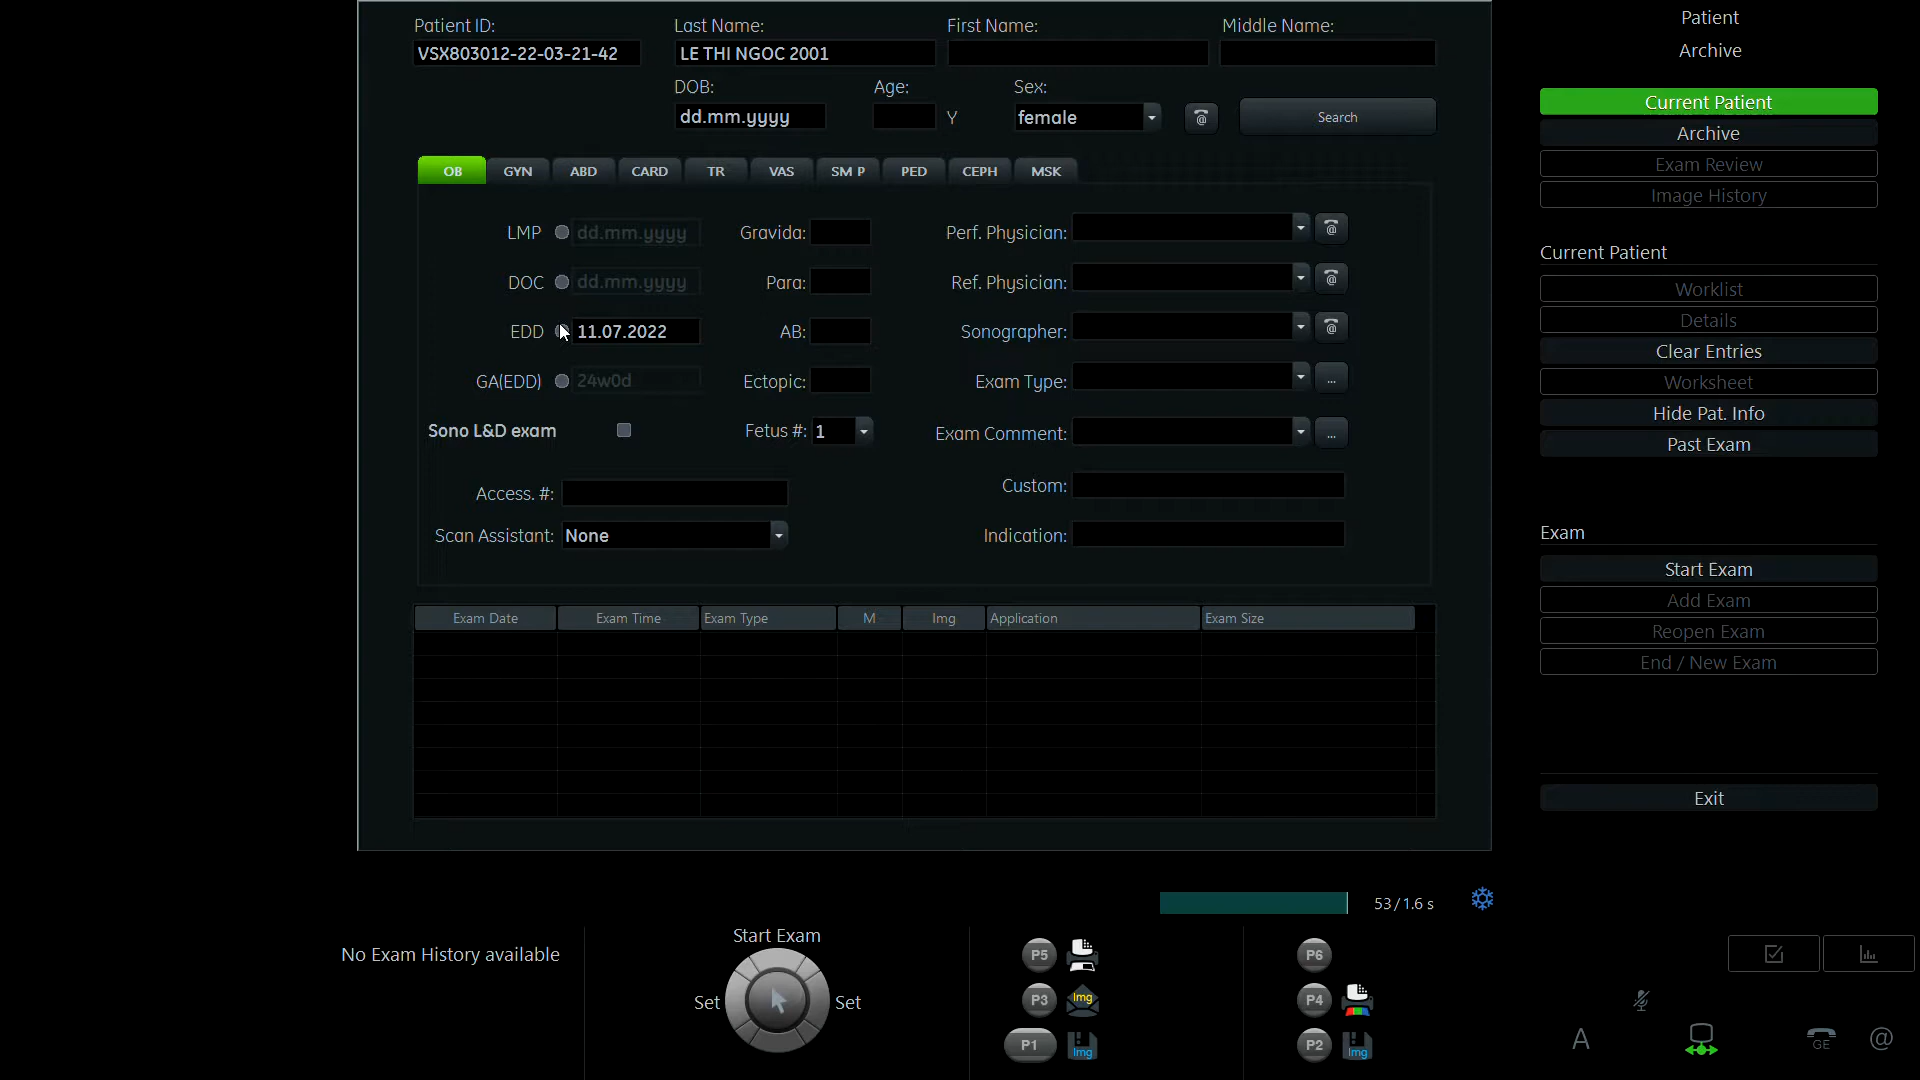 Patient ID: Last Name: First Name: Middle Name:
VSX803012-22-03-21-42 LE THI NGOC 2001
DOB: Age: Sex:
dd.mm.yyyy Y female Search
OB GYN ABD CARD TR VAS SM P PED CEPH MSK
LMP dd.mm.yyyy Gravida: Perf. Physician:
DOC dd.mm.yyyy Para: Ref. Physician:
EDD 11.07.2022 AB: Sonographer:
GA(EDD) 24w0d Ectopic: Exam Type: ...
Sono L&D exam Fetus #: 1 Exam Comment: ...
Access. #: Custom:
Scan Assistant: None Indication:
Exam Date Exam Time Exam Type M Img Application Exam Size
Patient
Archive
Current Patient
Archive
Exam Review
Image History
Current Patient
Worklist
Details
Clear Entries
Worksheet
Hide Pat. Info
Past Exam
Exam
Start Exam
Add Exam
Reopen Exam
End / New Exam
Exit
53/1.6 s
No Exam History available
Start Exam
Set Set
P5
P3 Img
P1 Img
P6
P4
P2 Img
A GE @